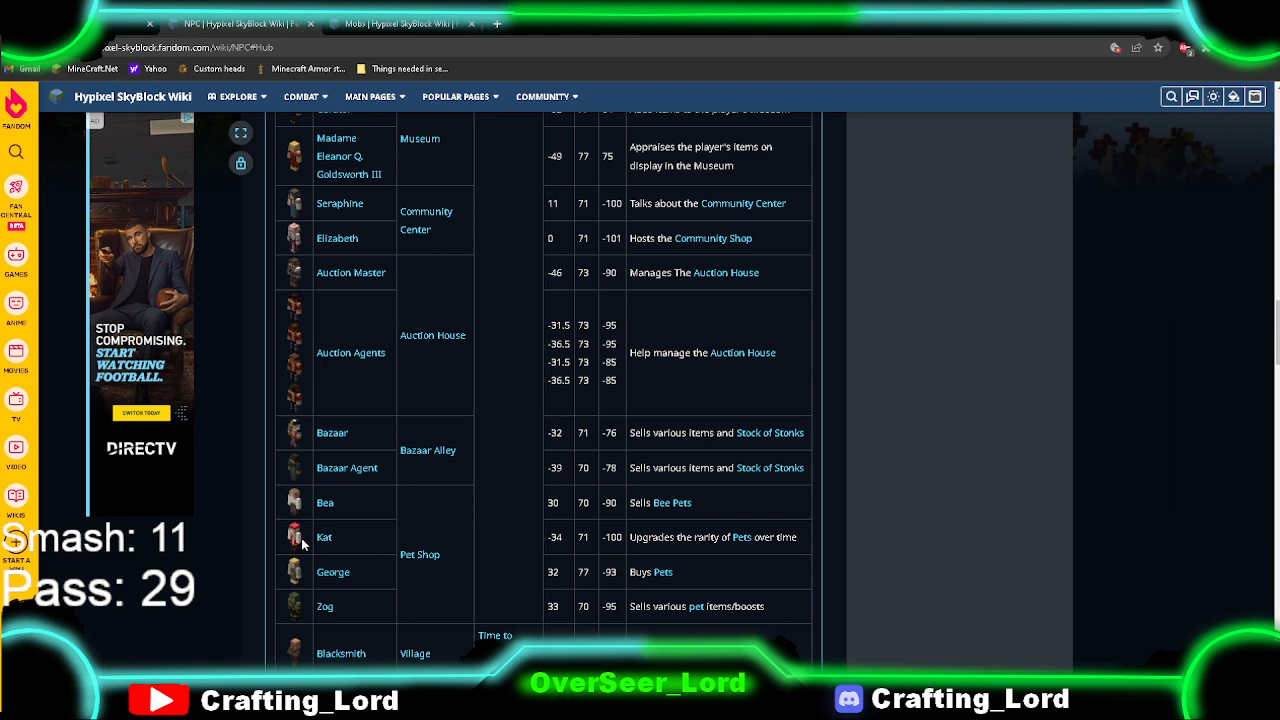 NPC | Hypixel SkyBlock Wiki | Fa
Mobs | Hypixel SkyBlock Wiki | F
xel-skyblock.fandom.com/wiki/NPC#Hub
Gmail
MineCraft.Net
Yahoo
Custom heads
Minecraft Armor st...
Things needed in se...
Hypixel SkyBlock Wiki
EXPLORE
COMBAT
MAIN PAGES
POPULAR PAGES
COMMUNITY
FANDOM
FAN CENTRAL
BETA
GAMES
ANIME
MOVIES
TV
VIDEO
WIKIS
START A
AD
STOP
COMPROMISING.
START
WATCHING
FOOTBALL.
SWITCH TODAY
DIRECTV
Madame Eleanor Q. Goldsworth III
Museum
-49 77 75 Appraises the player's items on display in the Museum
Seraphine
Community Center
11 71 -100 Talks about the Community Center
Elizabeth
0 71 -101 Hosts the Community Shop
Auction Master
-46 73 -90 Manages The Auction House
Auction Agents
Auction House
-31.5 73 -95
-36.5 73 -95
-31.5 73 -85
-36.5 73 -85
Help manage the Auction House
Bazaar
Bazaar Alley
-32 71 -76 Sells various items and Stock of Stonks
Bazaar Agent
-39 70 -78 Sells various items and Stock of Stonks
Bea
30 70 -90 Sells Bee Pets
Kat
-34 71 -100 Upgrades the rarity of Pets over time
Pet Shop
George
32 77 -93 Buys Pets
Zog
33 70 -95 Sells various pet items/boosts
Time to
Blacksmith
Village
Smash: 11
Pass: 29
OverSeer_Lord
Crafting_Lord
Crafting_Lord